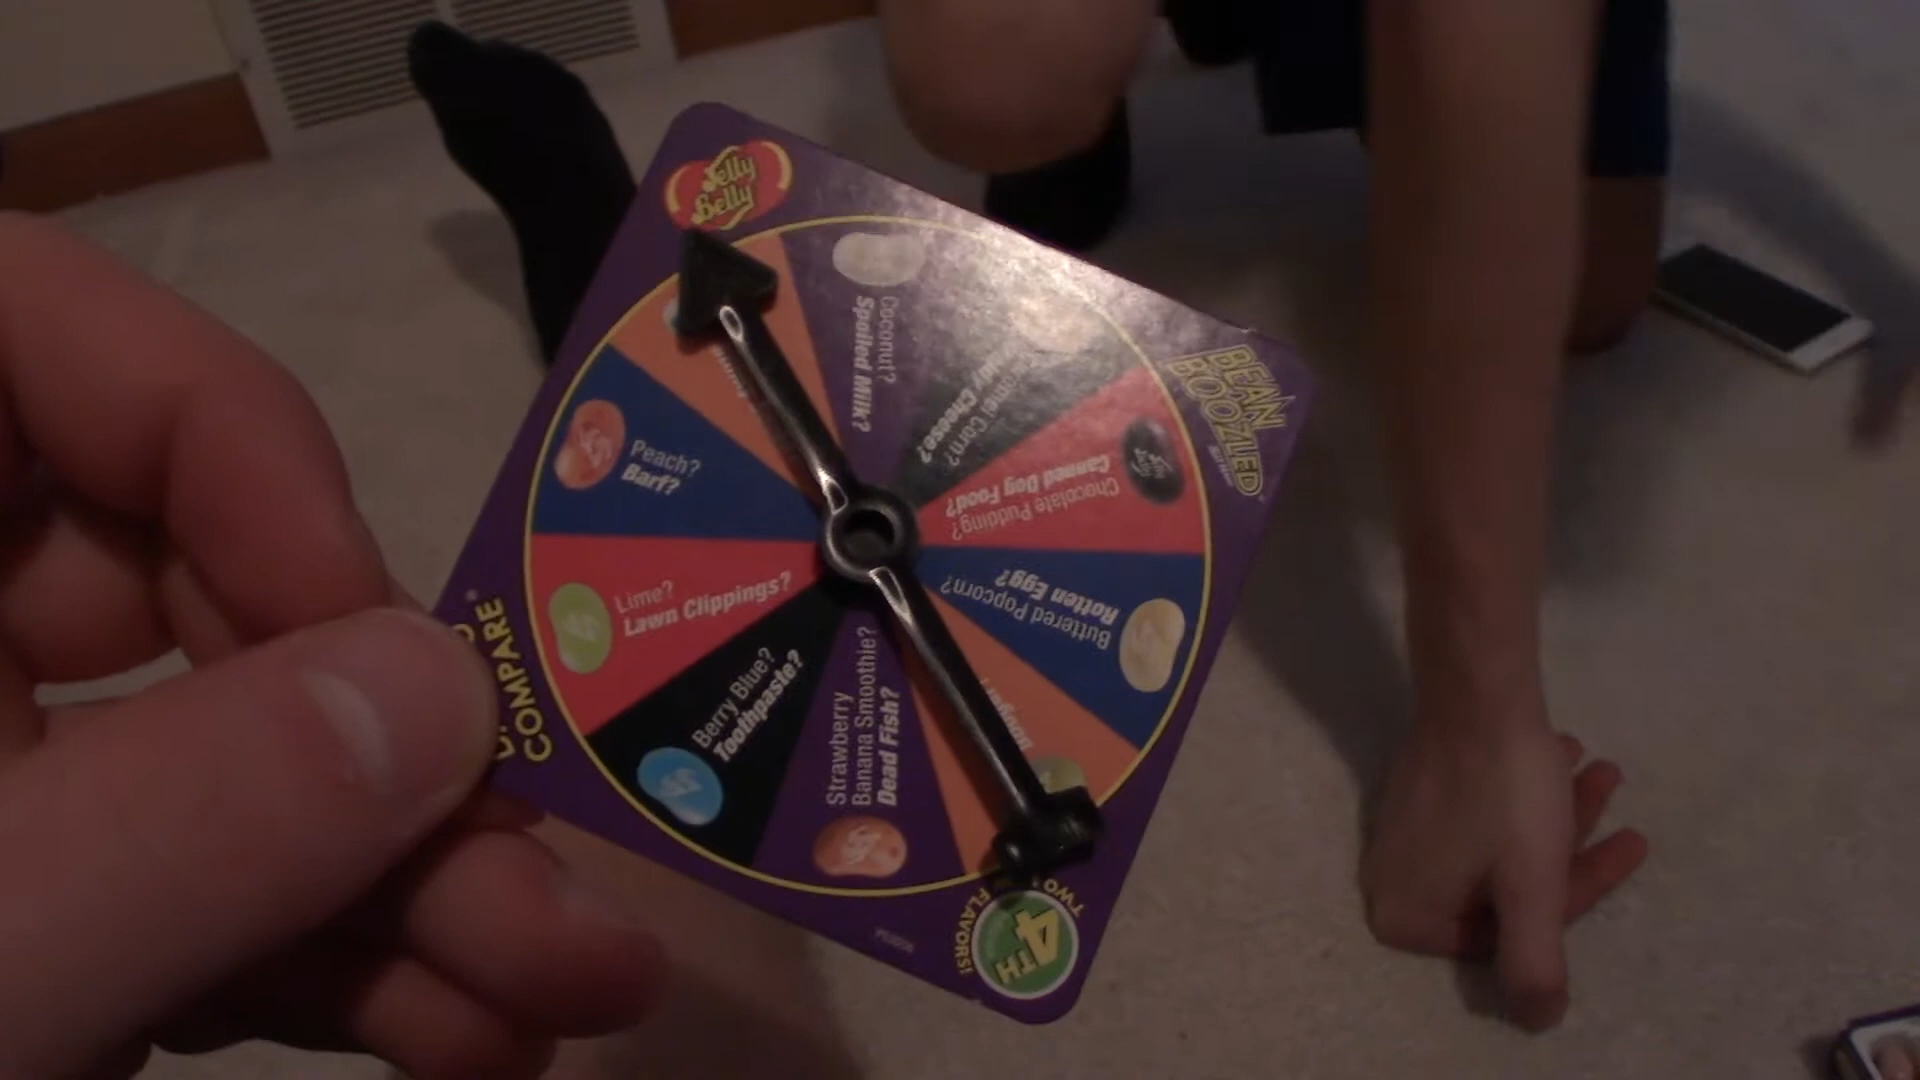 Jelly
Belly
BEAN
BOOZLED
Coconut?
Spoiled Milk?
Corn?
Cheese?
Chocolate Pudding?
Canned Dog Food?
Buttered Popcorn?
Rotten Egg?
Strawberry
Banana Smoothie?
Dead Fish?
Berry Blue?
Toothpaste?
Lime?
Lawn Clippings?
Peach?
Barf?
COMPARE
4TH
TWO
FLAVORS!